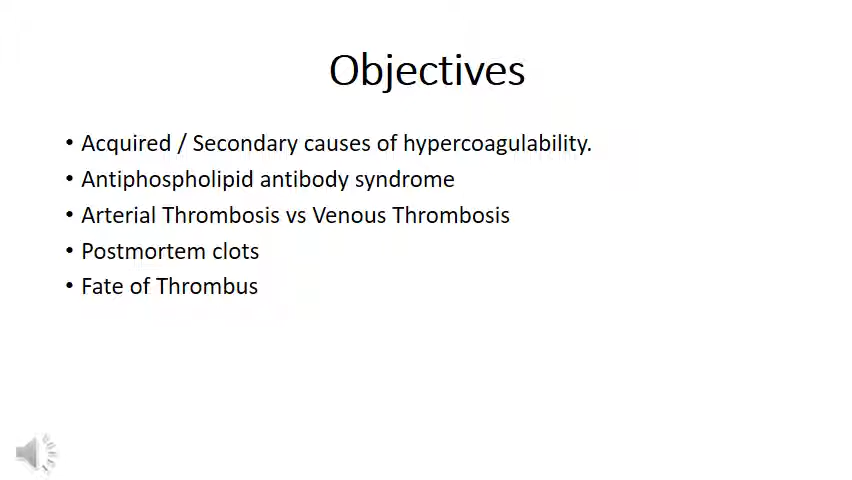 Objectives
• Acquired / Secondary causes of hypercoagulability.
• Antiphospholipid antibody syndrome
• Arterial Thrombosis vs Venous Thrombosis
• Postmortem clots
• Fate of Thrombus